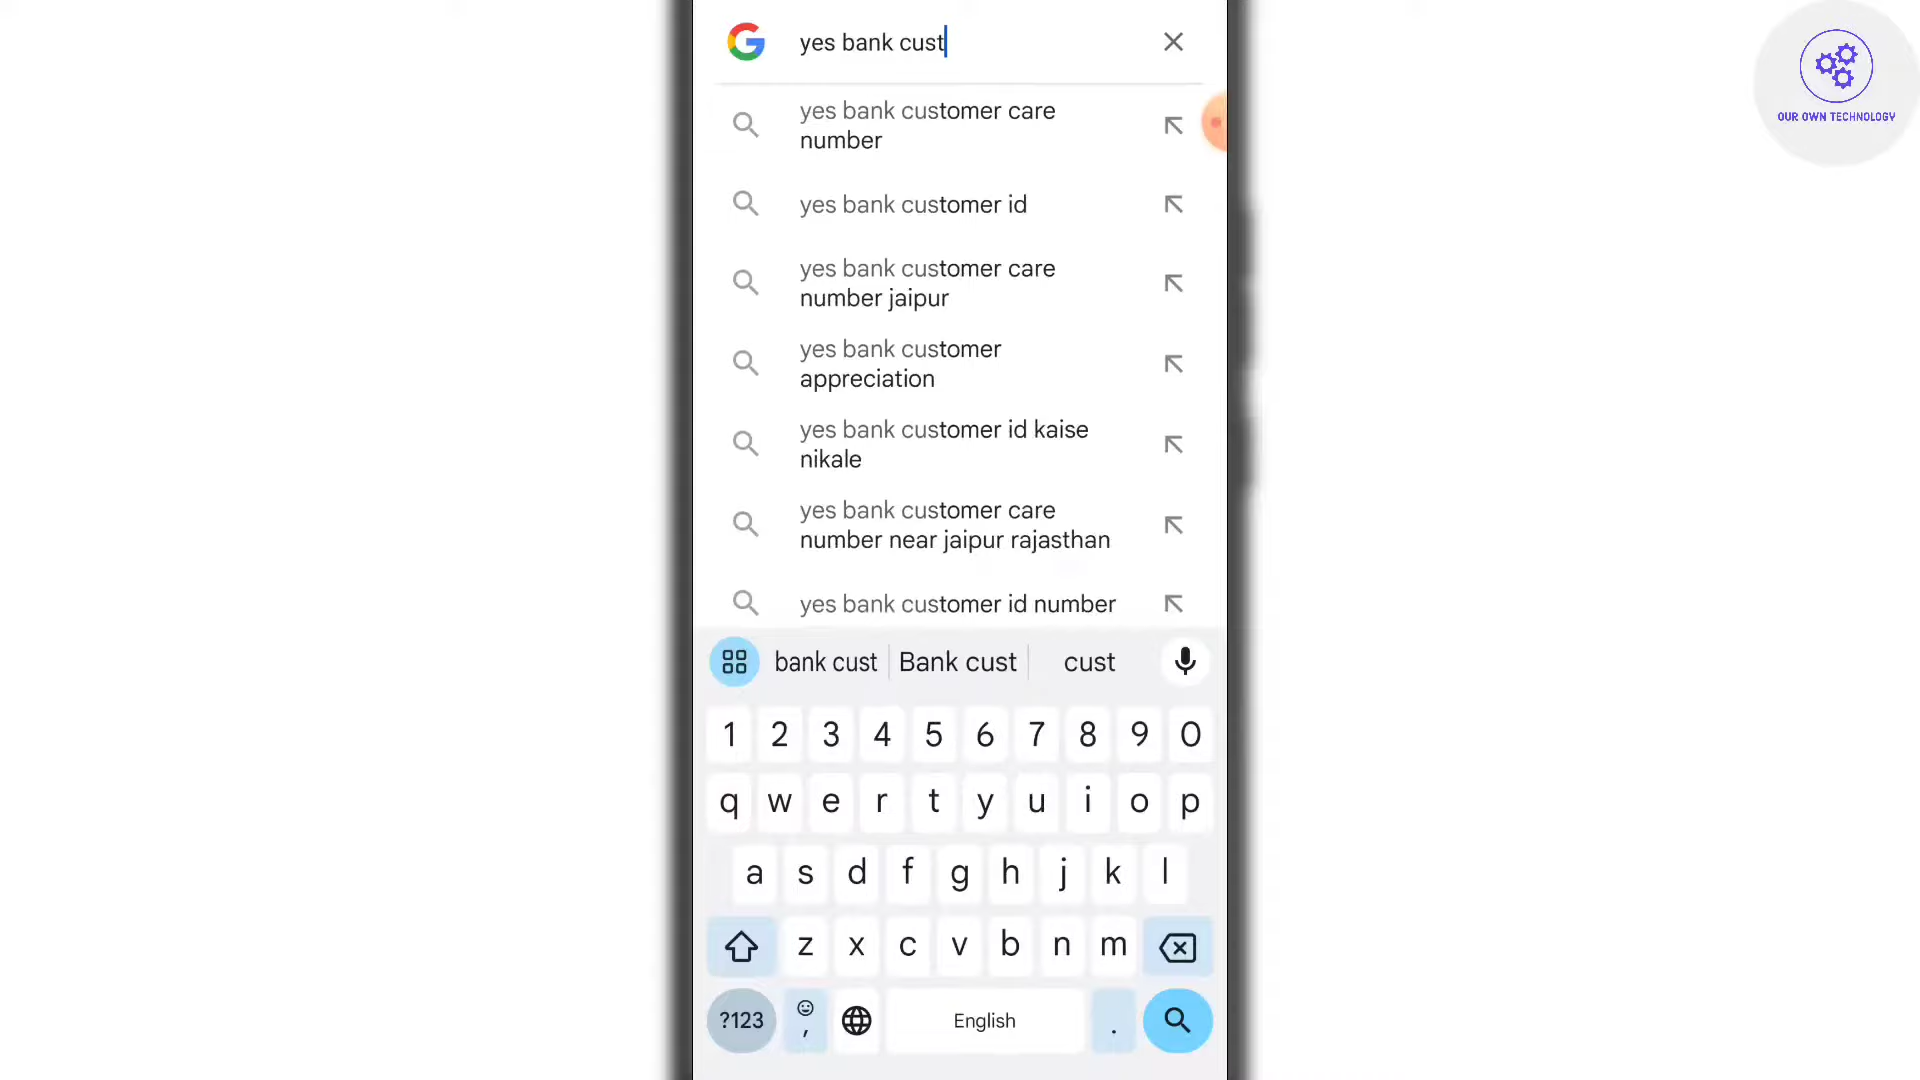 yes bank cust
yes bank customer care
number
yes bank customer id
yes bank customer care
number jaipur
yes bank customer
appreciation
yes bank customer id kaise
nikale
yes bank customer care
number near jaipur rajasthan
yes bank customer id number
bank cust Bank cust cust
1 2 3 4 5 6 7 8 9 0
q w e r t y u i o p
a s d f g h j k l
z x c v b n m
?123 , English .
OUR OWN TECHNOLOGY